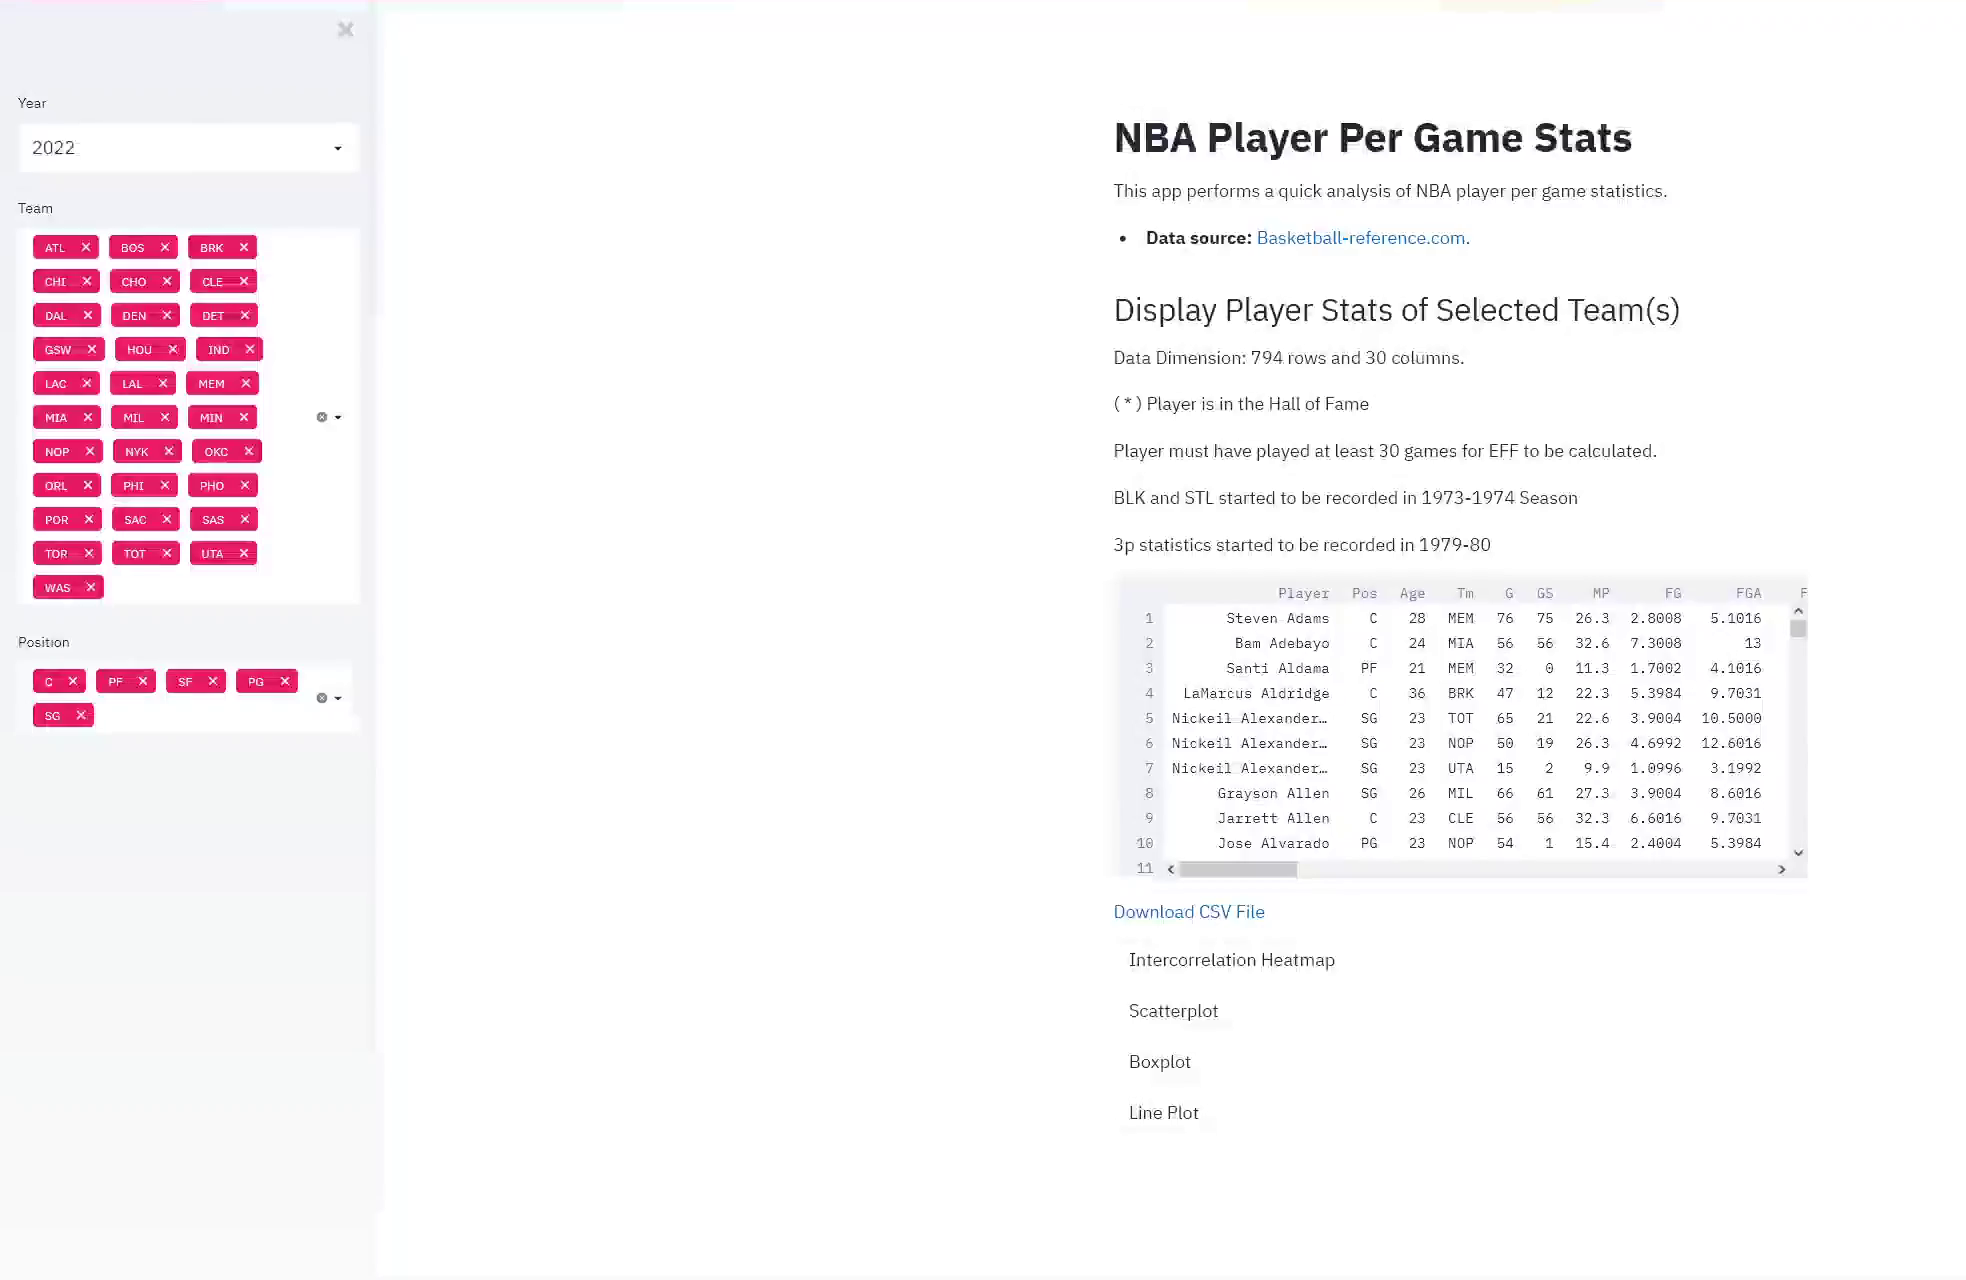 Year
2022
Team
ATL BOS BRK
CHI CHO CLE
DAL DEN DET
GSW HOU IND
LAC LAL MEM
MIA MIL MIN
NOP NYK OKC
ORL PHI PHO
POR SAC SAS
TOR TOT UTA
WAS
Position
C PF SF PG
SG
NBA Player Per Game Stats
This app performs a quick analysis of NBA player per game statistics.
• Data source: Basketball-reference.com.
Display Player Stats of Selected Team(s)
Data Dimension: 794 rows and 30 columns.
( * ) Player is in the Hall of Fame
Player must have played at least 30 games for EFF to be calculated.
BLK and STL started to be recorded in 1973-1974 Season
3p statistics started to be recorded in 1979-80
Player Pos Age Tm G GS MP FG FGA F
1 Steven Adams C 28 MEM 76 75 26.3 2.8008 5.1016
2 Bam Adebayo C 24 MIA 56 56 32.6 7.3008 13
3 Santi Aldama PF 21 MEM 32 0 11.3 1.7002 4.1016
4 LaMarcus Aldridge C 36 BRK 47 12 22.3 5.3984 9.7031
5 Nickeil Alexander… SG 23 TOT 65 21 22.6 3.9004 10.5000
6 Nickeil Alexander… SG 23 NOP 50 19 26.3 4.6992 12.6016
7 Nickeil Alexander… SG 23 UTA 15 2 9.9 1.0996 3.1992
8 Grayson Allen SG 26 MIL 66 61 27.3 3.9004 8.6016
9 Jarrett Allen C 23 CLE 56 56 32.3 6.6016 9.7031
10 Jose Alvarado PG 23 NOP 54 1 15.4 2.4004 5.3984
11
Download CSV File
Intercorrelation Heatmap
Scatterplot
Boxplot
Line Plot